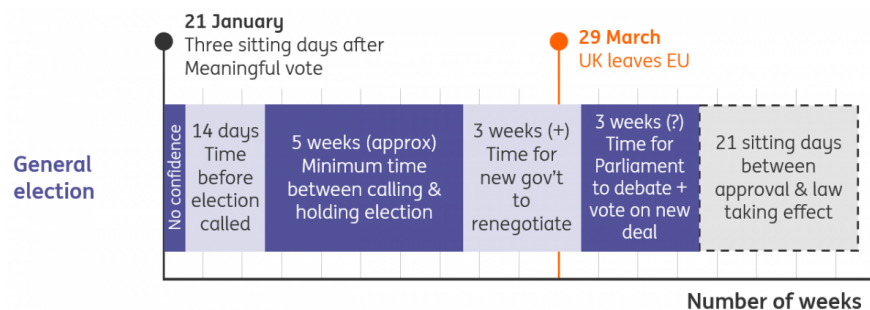 21 January
Three sitting days after
Meaningful vote
29 March
UK leaves EU
General
election
No confidence
14 days
Time
before
election
called
5 weeks (approx)
Minimum time
between calling &
holding election
3 weeks (+)
Time for
new gov't
to
renegotiate
3 weeks (?)
Time for
Parliament
to debate +
vote on new
deal
21 sitting days
between
approval & law
taking effect
Number of weeks